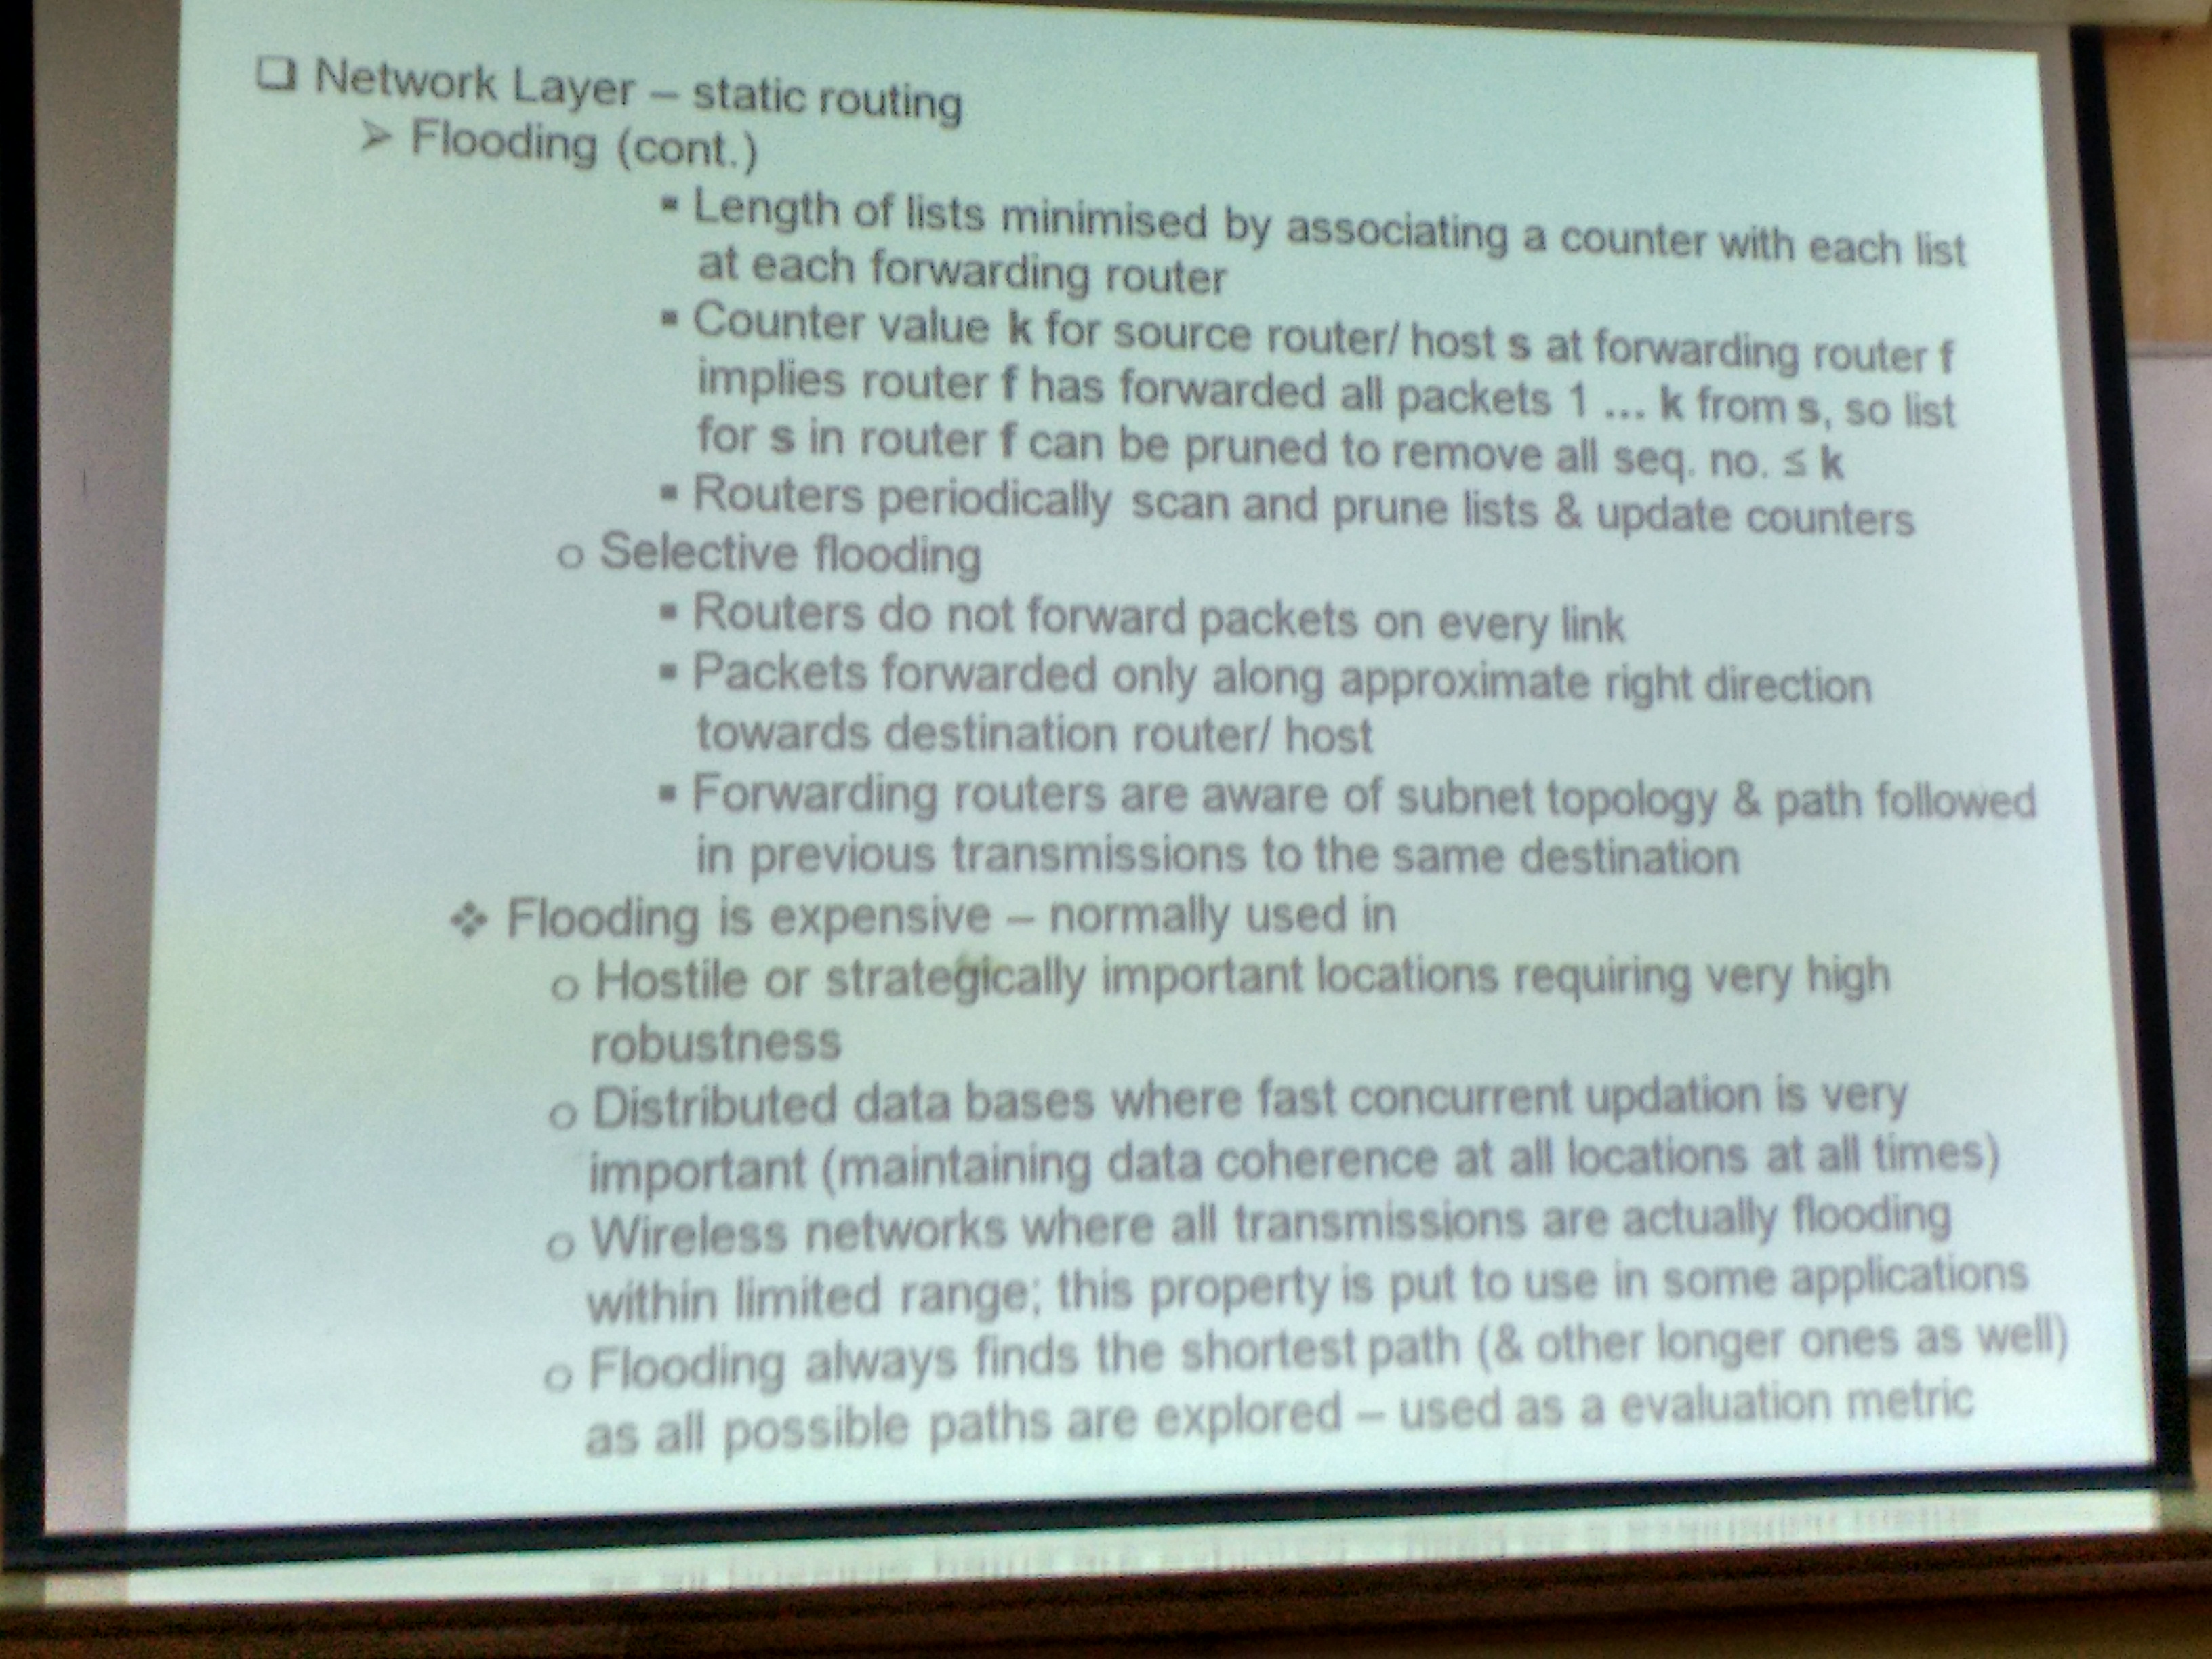 ❑ Network Layer – static routing
➢ Flooding (cont.)
▪ Length of lists minimised by associating a counter with each list
at each forwarding router
▪ Counter value k for source router/ host s at forwarding router f
implies router f has forwarded all packets 1 ... k from s, so list
for s in router f can be pruned to remove all seq. no. ≤ k
▪ Routers periodically scan and prune lists & update counters
o Selective flooding
▪ Routers do not forward packets on every link
▪ Packets forwarded only along approximate right direction
towards destination router/ host
▪ Forwarding routers are aware of subnet topology & path followed
in previous transmissions to the same destination
❖ Flooding is expensive – normally used in
o Hostile or strategically important locations requiring very high
robustness
o Distributed data bases where fast concurrent updation is very
important (maintaining data coherence at all locations at all times)
o Wireless networks where all transmissions are actually flooding
within limited range; this property is put to use in some applications
o Flooding always finds the shortest path (& other longer ones as well)
as all possible paths are explored – used as a evaluation metric